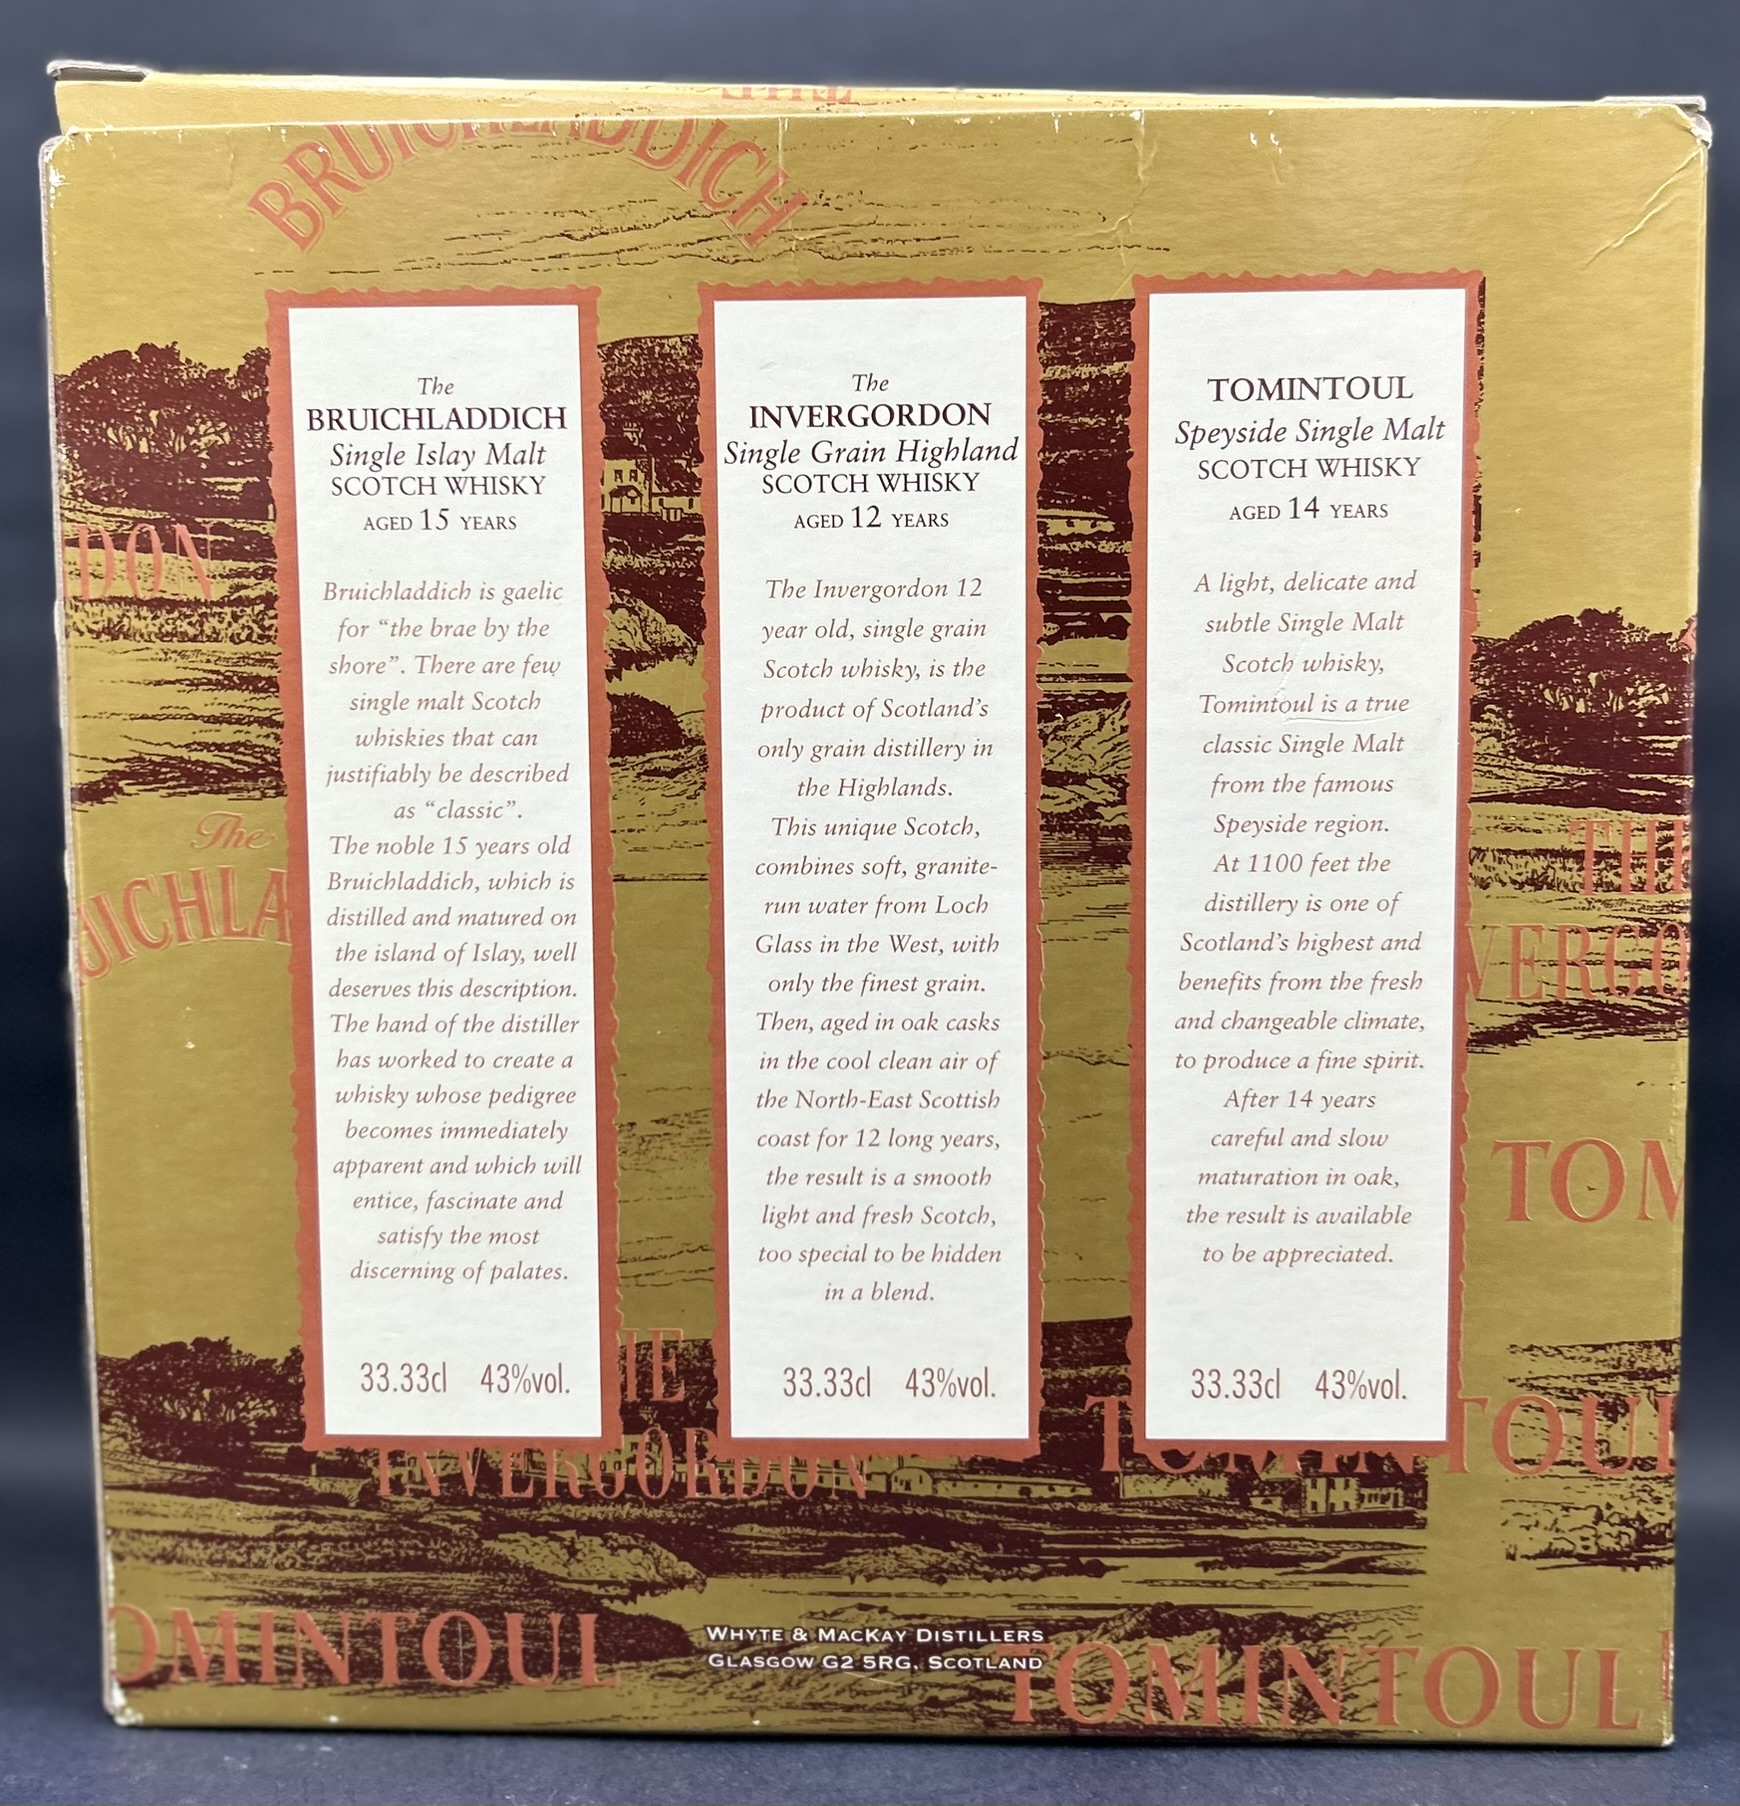 BRUICHLADDICH
The
BRUICHLADDICH
Single Islay Malt
SCOTCH WHISKY
AGED 15 YEARS
Bruichladdich is gaelic
for “the brae by the
shore”. There are few
single malt Scotch
whiskies that can
justifiably be described
as “classic”.
The noble 15 years old
Bruichladdich, which is
distilled and matured on
the island of Islay, well
deserves this description.
The hand of the distiller
has worked to create a
whisky whose pedigree
becomes immediately
apparent and which will
entice, fascinate and
satisfy the most
discerning of palates.
33.33cl 43%vol.
The
INVERGORDON
Single Grain Highland
SCOTCH WHISKY
AGED 12 YEARS
The Invergordon 12
year old, single grain
Scotch whisky, is the
product of Scotland’s
only grain distillery in
the Highlands.
This unique Scotch,
combines soft, granite-
run water from Loch
Glass in the West, with
only the finest grain.
Then, aged in oak casks
in the cool clean air of
the North-East Scottish
coast for 12 long years,
the result is a smooth
light and fresh Scotch,
too special to be hidden
in a blend.
33.33cl 43%vol.
TOMINTOUL
Speyside Single Malt
SCOTCH WHISKY
AGED 14 YEARS
A light, delicate and
subtle Single Malt
Scotch whisky,
Tomintoul is a true
classic Single Malt
from the famous
Speyside region.
At 1100 feet the
distillery is one of
Scotland’s highest and
benefits from the fresh
and changeable climate,
to produce a fine spirit.
After 14 years
careful and slow
maturation in oak,
the result is available
to be appreciated.
33.33cl 43%vol.
DON
The
UICHLA
TH
VERGO
TOM
IE
INVERGORDON
TOMINTOUL
TOUL
OMINTOUL
WHYTE & MACKAY DISTILLERS
GLASGOW G2 5RG, SCOTLAND
TOMINTOUL